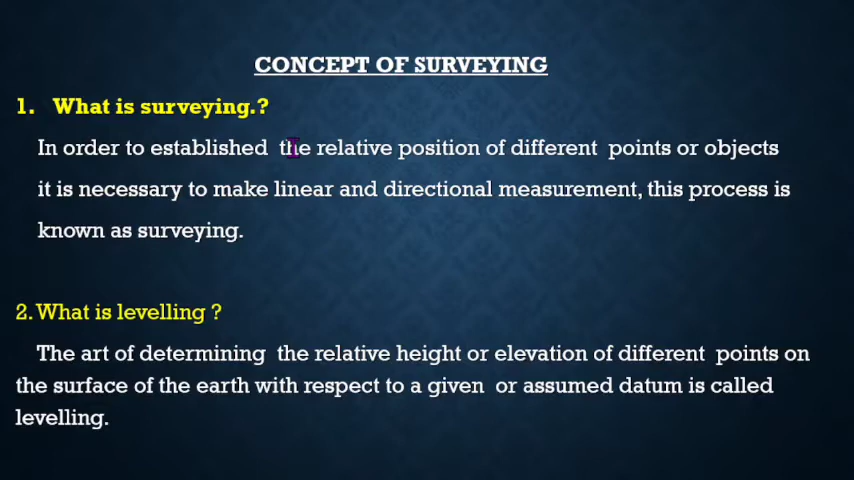 CONCEPT OF SURVEYING
1. What is surveying.?
In order to established the relative position of different points or objects
it is necessary to make linear and directional measurement, this process is
known as surveying.
2.What is levelling ?
The art of determining the relative height or elevation of different points on
the surface of the earth with respect to a given or assumed datum is called
levelling.